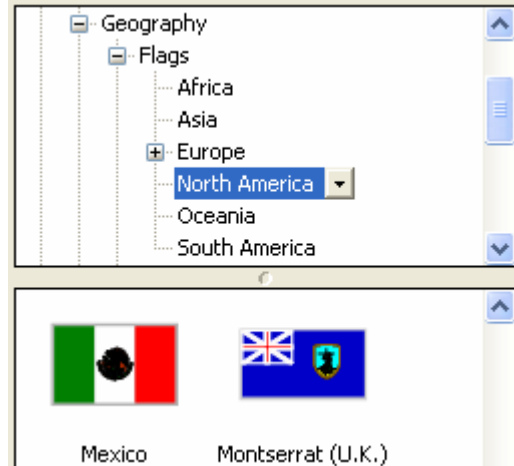 Geography
Flags
Africa
Asia
Europe
North America
Oceania
South America
Mexico Montserrat (U.K.)